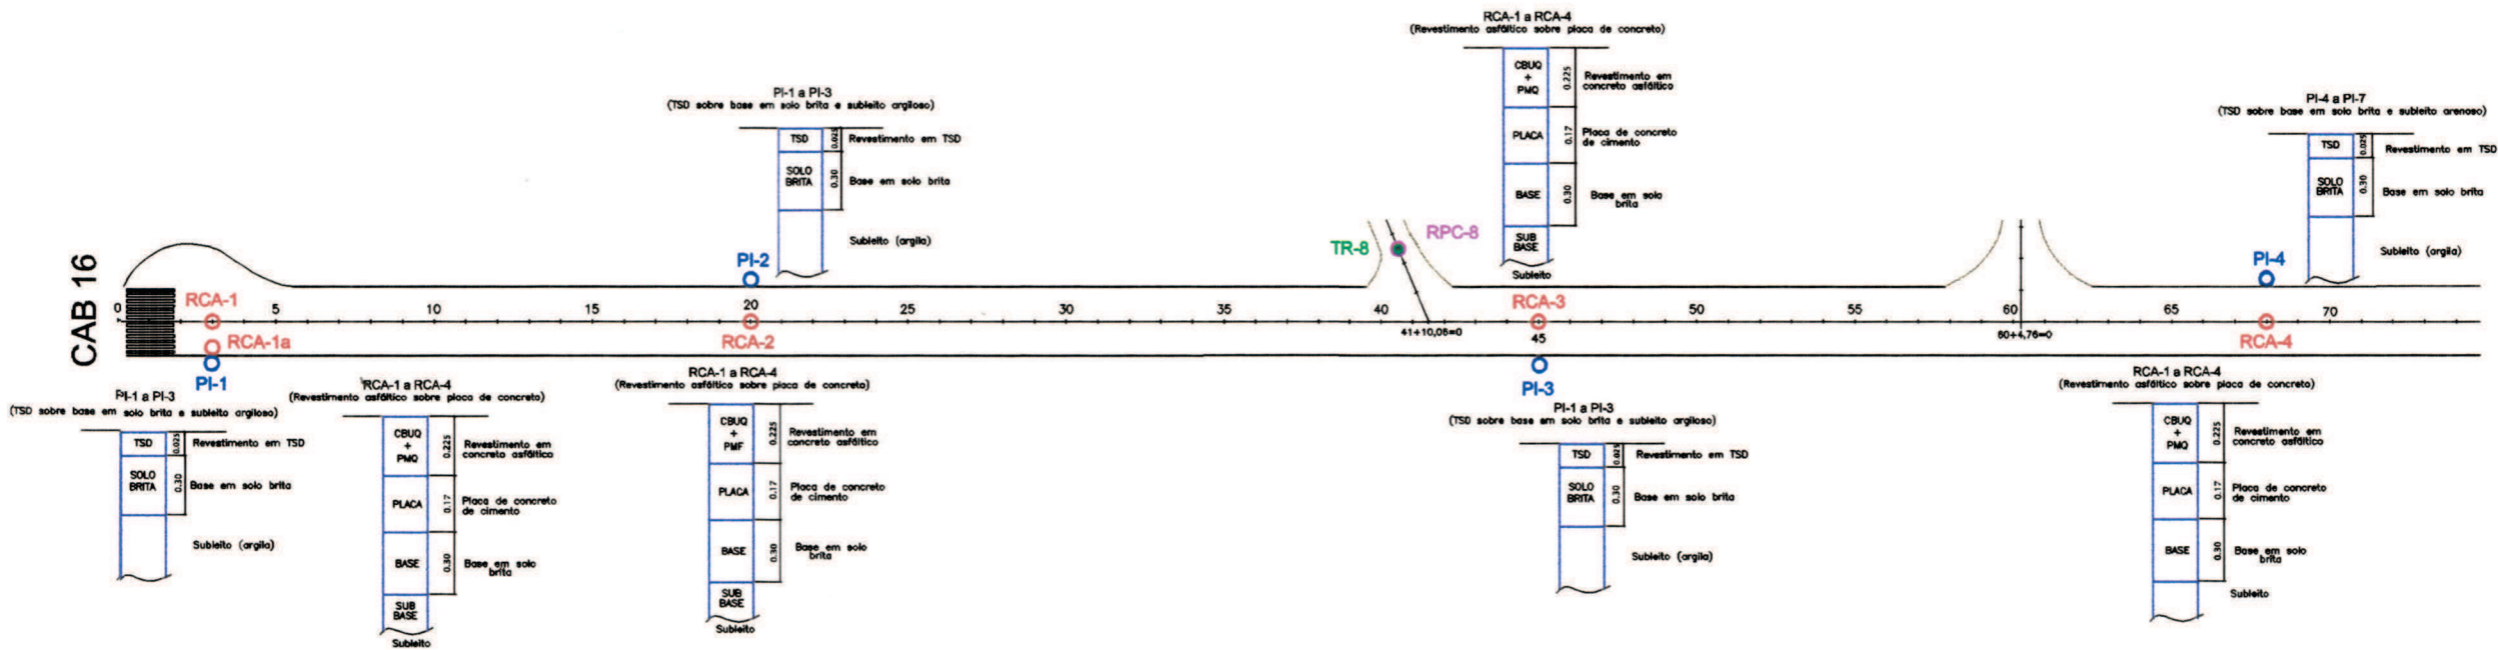 RCA-1 a RCA-4
(Revestimento asfáltico sobre placa de concreto)
CBUQ
+
PMQ
0.225
Revestimento em
concreto asfáltico
PLACA
0.17
Placa de concreto
de cimento
BASE
0.30
Base em solo
brita
SUB
BASE
Subleito
PI-1 a PI-3
(TSD sobre base em solo brita e subleito argiloso)
TSD
0.025
Revestimento em TSD
SOLO
BRITA
0.30
Base em solo brita
Subleito (argila)
PI-4 a PI-7
(TSD sobre base em solo brita e subleito arenoso)
TSD
0.025
Revestimento em TSD
SOLO
BRITA
0.30
Base em solo brita
Subleito (argila)
CAB 16
TR-8
RPC-8
PI-2
PI-4
RCA-1
RCA-3
0
5
10
15
20
25
30
35
40
50
55
60
65
70
41+10,05=0
45
60+4,76=0
RCA-1a
RCA-2
RCA-4
PI-1
PI-3
PI-1 a PI-3
(TSD sobre base em solo brita e subleito argiloso)
TSD
0.025
Revestimento em TSD
SOLO
BRITA
0.30
Base em solo brita
Subleito (argila)
RCA-1 a RCA-4
(Revestimento asfáltico sobre placa de concreto)
CBUQ
+
PMQ
0.225
Revestimento em
concreto asfáltico
PLACA
0.17
Placa de concreto
de cimento
BASE
0.30
Base em solo
brita
SUB
BASE
Subleito
RCA-1 a RCA-4
(Revestimento asfáltico sobre placa de concreto)
CBUQ
+
PMF
0.225
Revestimento em
concreto asfáltico
PLACA
0.17
Placa de concreto
de cimento
BASE
0.30
Base em solo
brita
SUB
BASE
Subleito
PI-1 a PI-3
(TSD sobre base em solo brita e subleito argiloso)
TSD
0.025
Revestimento em TSD
SOLO
BRITA
0.30
Base em solo brita
Subleito (argila)
RCA-1 a RCA-4
(Revestimento asfáltico sobre placa de concreto)
CBUQ
+
PMQ
0.225
Revestimento em
concreto asfáltico
PLACA
0.17
Placa de concreto
de cimento
BASE
0.30
Base em solo
brita
Subleito